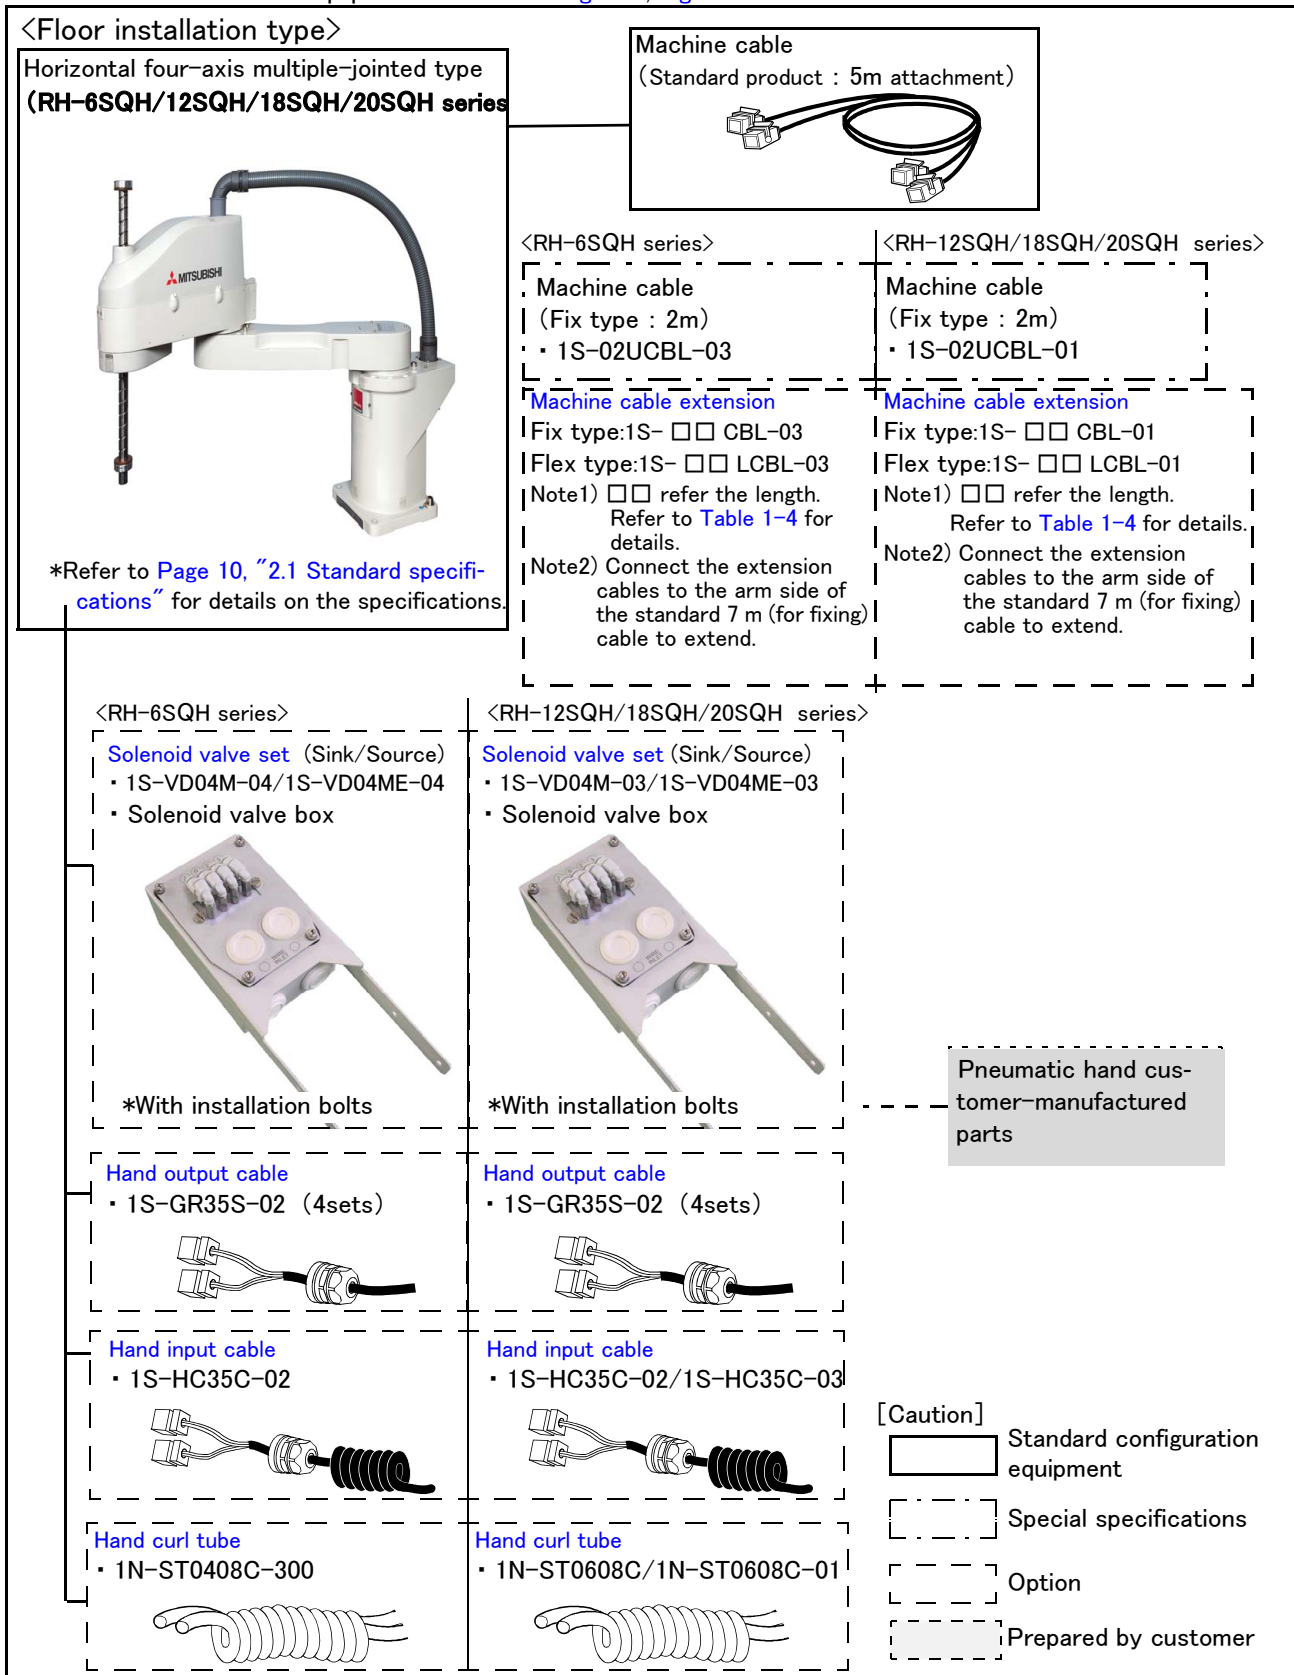 <Floor installation type>
Horizontal four-axis multiple-jointed type
(RH-6SQH/12SQH/18SQH/20SQH series
MITSUBISHI
*Refer to Page 10, "2.1 Standard specifi-
cations" for details on the specifications.
Machine cable
(Standard product : 5m attachment)
<RH-6SQH series>
Machine cable
(Fix type : 2m)
・1S-02UCBL-03
Machine cable extension
Fix type:1S- □□ CBL-03
Flex type:1S- □□ LCBL-03
Note1) □□ refer the length.
Refer to Table 1-4 for
details.
Note2) Connect the extension
cables to the arm side of
the standard 7 m (for fixing)
cable to extend.
<RH-12SQH/18SQH/20SQH series>
Machine cable
(Fix type : 2m)
・1S-02UCBL-01
Machine cable extension
Fix type:1S- □□ CBL-01
Flex type:1S- □□ LCBL-01
Note1) □□ refer the length.
Refer to Table 1-4 for details.
Note2) Connect the extension
cables to the arm side of
the standard 7 m (for fixing)
cable to extend.
<RH-6SQH series>
Solenoid valve set (Sink/Source)
・1S-VD04M-04/1S-VD04ME-04
・Solenoid valve box
*With installation bolts
Hand output cable
・1S-GR35S-02 (4sets)
Hand input cable
・1S-HC35C-02
Hand curl tube
・1N-ST0408C-300
<RH-12SQH/18SQH/20SQH series>
Solenoid valve set (Sink/Source)
・1S-VD04M-03/1S-VD04ME-03
・Solenoid valve box
*With installation bolts
Hand output cable
・1S-GR35S-02 (4sets)
Hand input cable
・1S-HC35C-02/1S-HC35C-03
Hand curl tube
・1N-ST0608C/1N-ST0608C-01
Pneumatic hand cus-
tomer-manufactured
parts
[Caution]
Standard configuration
equipment
Special specifications
Option
Prepared by customer